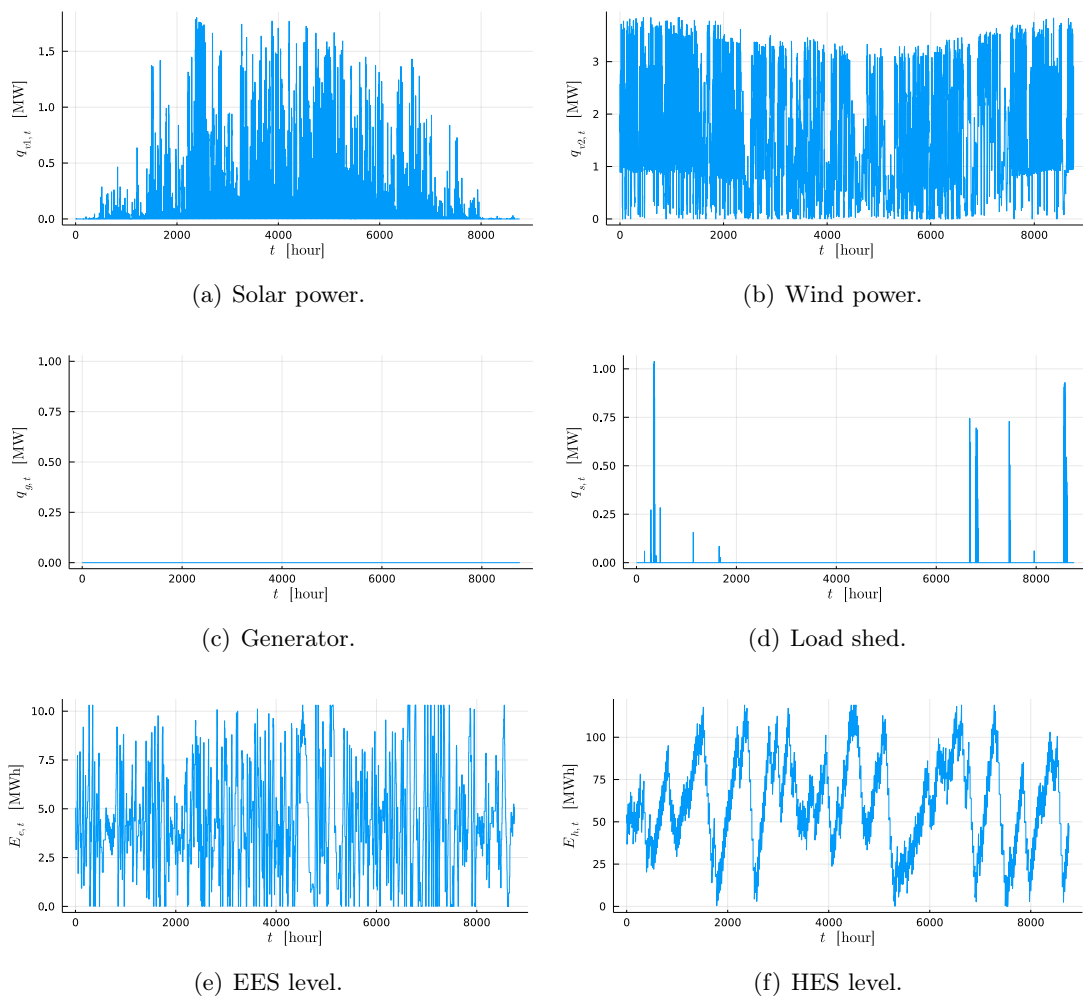 1.5
1.0
0.5
0.0
q_{v1,t} [MW]
0 2000 4000 6000 8000
t [hour]
(a) Solar power.
3
2
1
0
q_{v2,t} [MW]
0 2000 4000 6000 8000
t [hour]
(b) Wind power.
1.00
0.75
0.50
0.25
0.00
q_{g,t} [MW]
0 2000 4000 6000 8000
t [hour]
(c) Generator.
1.00
0.75
0.50
0.25
0.00
q_{s,t} [MW]
0 2000 4000 6000 8000
t [hour]
(d) Load shed.
10.0
7.5
5.0
2.5
0.0
E_{e,t} [MWh]
0 2000 4000 6000 8000
t [hour]
(e) EES level.
100
75
50
25
0
E_{h,t} [MWh]
0 2000 4000 6000 8000
t [hour]
(f) HES level.